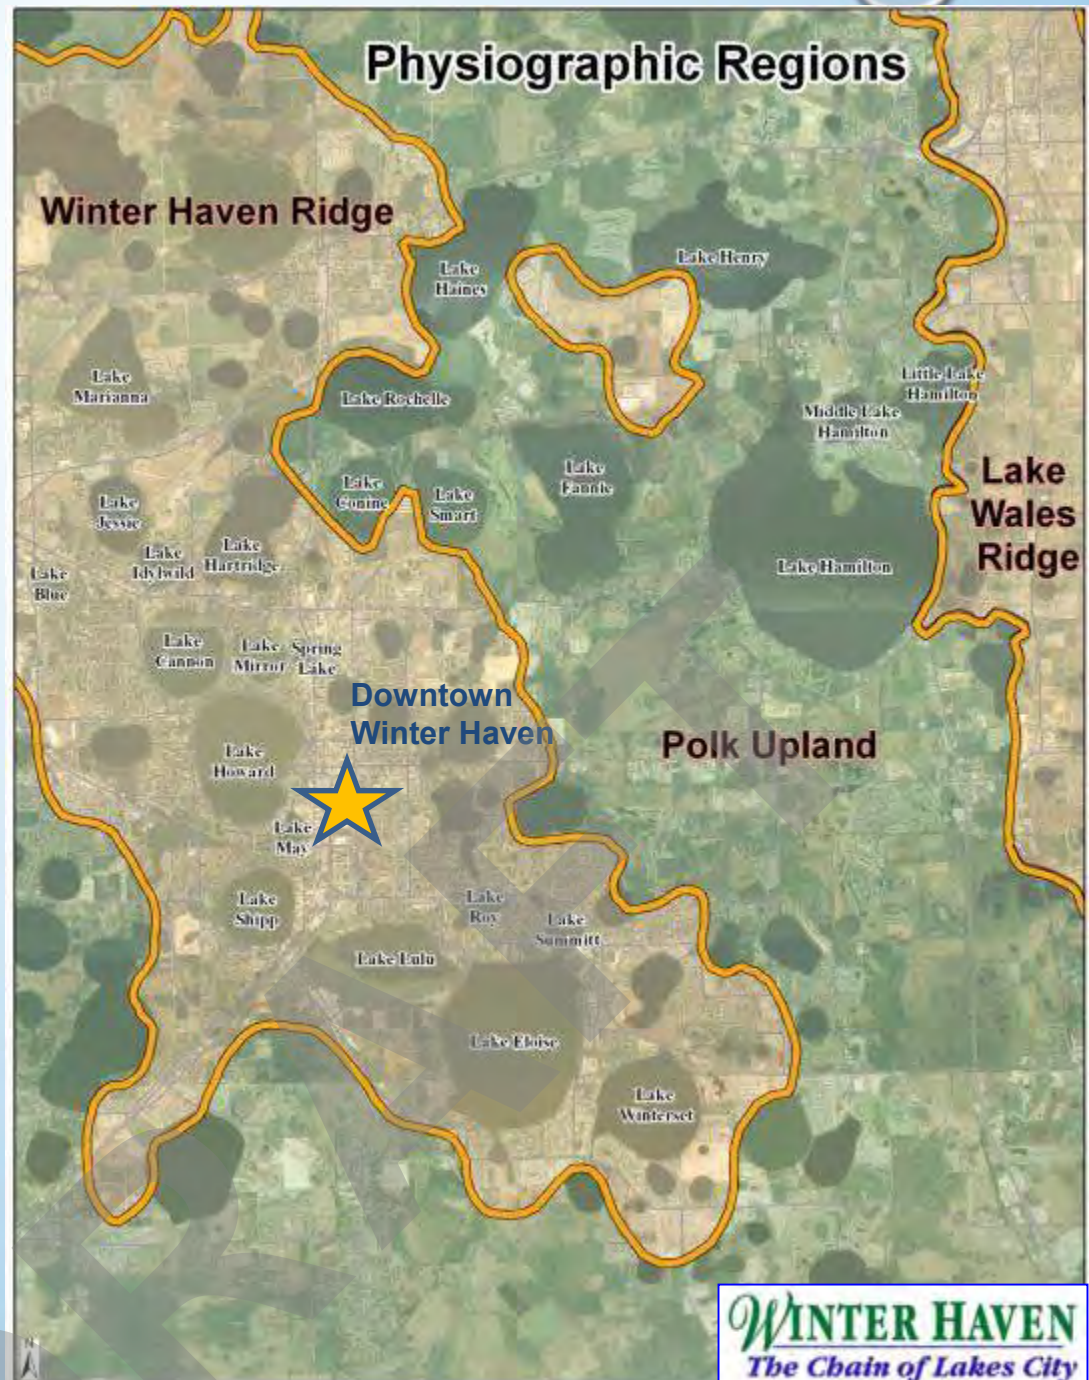 Physiographic Regions
Winter Haven Ridge
Lake Henry
Lake
Haines
Lake
Marianna
Lake Rochelle
Little Lake
Hamilton
Middle Lake
Hamilton
Lake
Wales
Ridge
Lake
Fannie
Lake
Conine
Lake
Smart
Lake
Jessie
Lake
Idylwild
Lake
Hartridge
Lake Hamilton
Lake
Blue
Lake
Cannon
Lake
Mirror
Spring
Lake
Downtown
Winter Haven
Polk Upland
Lake
Howard
Lake
May
Lake
Shipp
Lake
Roy
Lake
Summitt
Lake Lulu
Lake Eloise
Lake
Winterset
DRAFT
N
WINTER HAVEN
The Chain of Lakes City